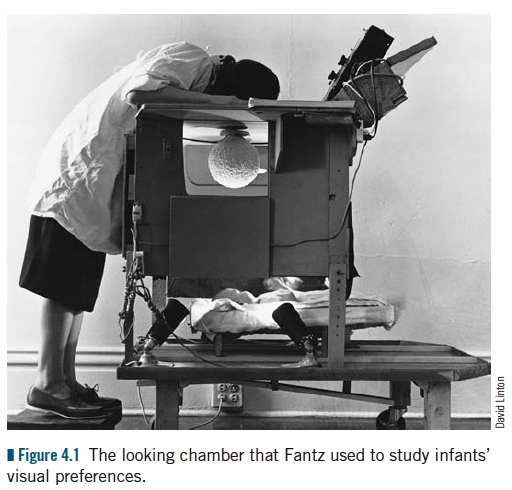 David Linton
Figure 4.1 The looking chamber that Fantz used to study infants’
visual preferences.